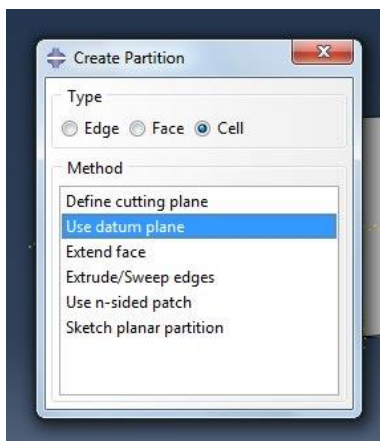 Create Partition
Type
Edge Face Cell
Method
Define cutting plane
Use datum plane
Extend face
Extrude/Sweep edges
Use n-sided patch
Sketch planar partition